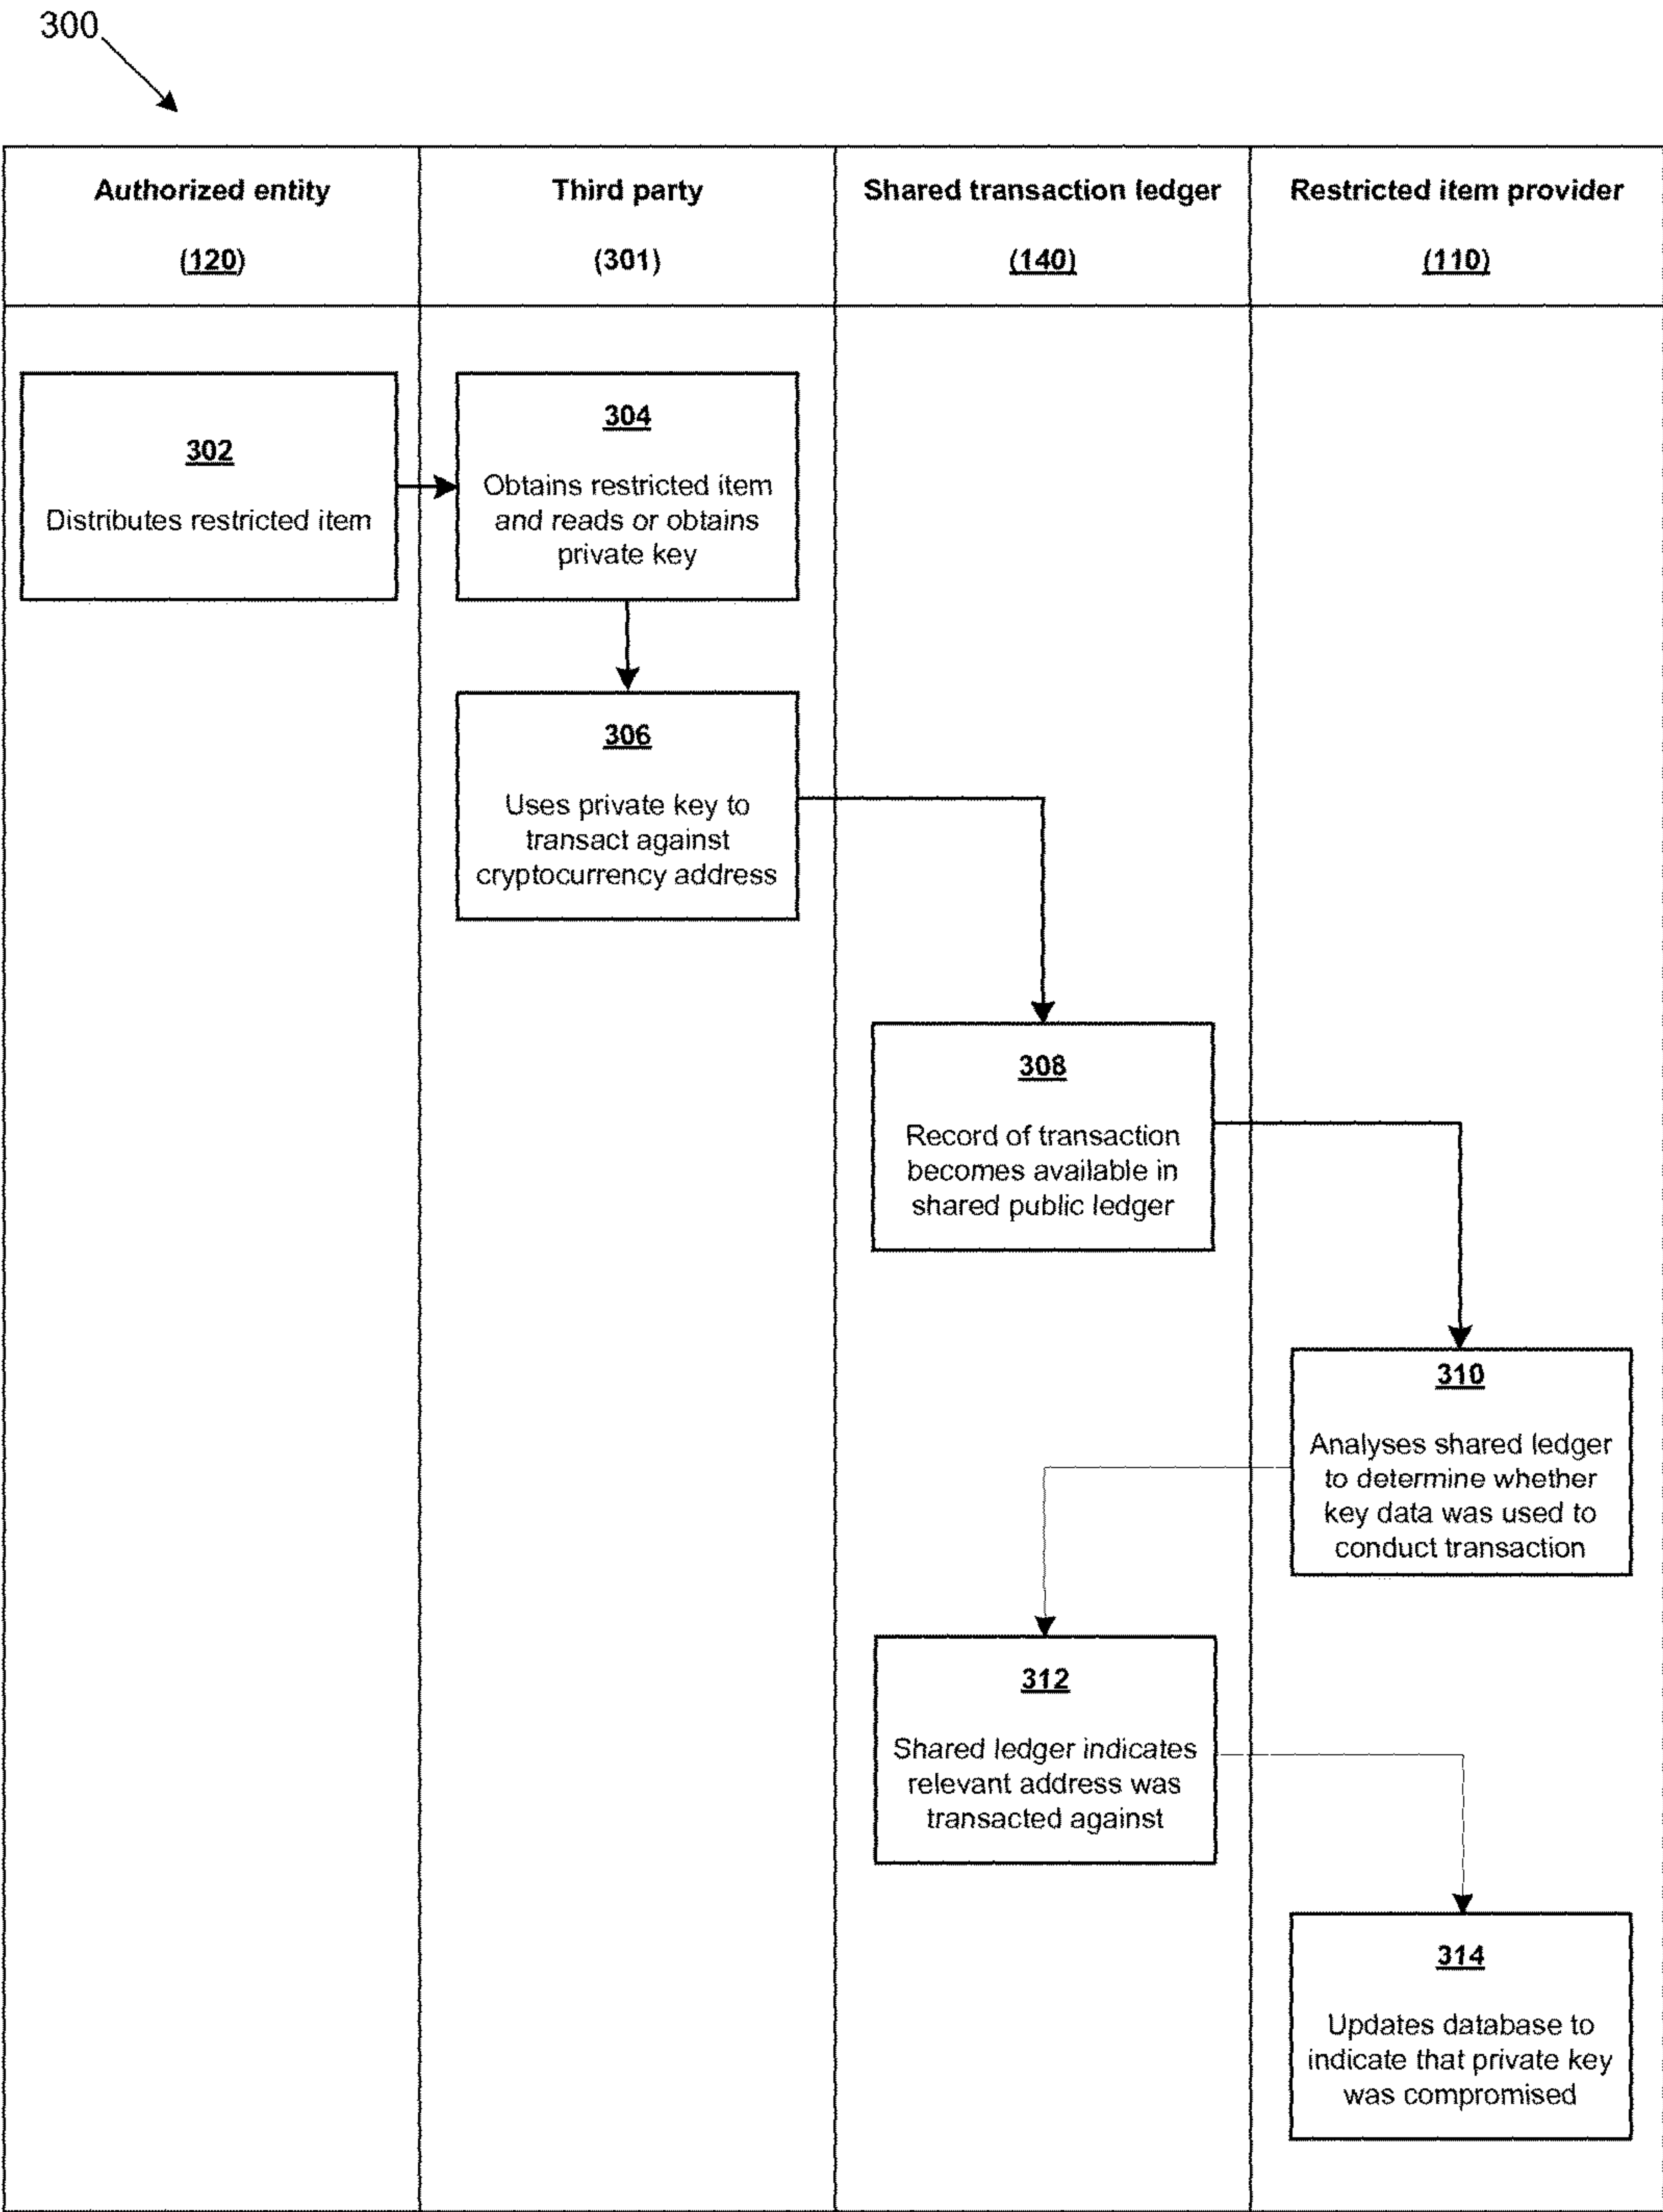 300
Authorized entity
(120)
Third party
(301)
Shared transaction ledger
(140)
Restricted item provider
(110)
302
Distributes restricted item
304
Obtains restricted item
and reads or obtains
private key
306
Uses private key to
transact against
cryptocurrency address
308
Record of transaction
becomes available in
shared public ledger
310
Analyses shared ledger
to determine whether
key data was used to
conduct transaction
312
Shared ledger indicates
relevant address was
transacted against
314
Updates database to
indicate that private key
was compromised